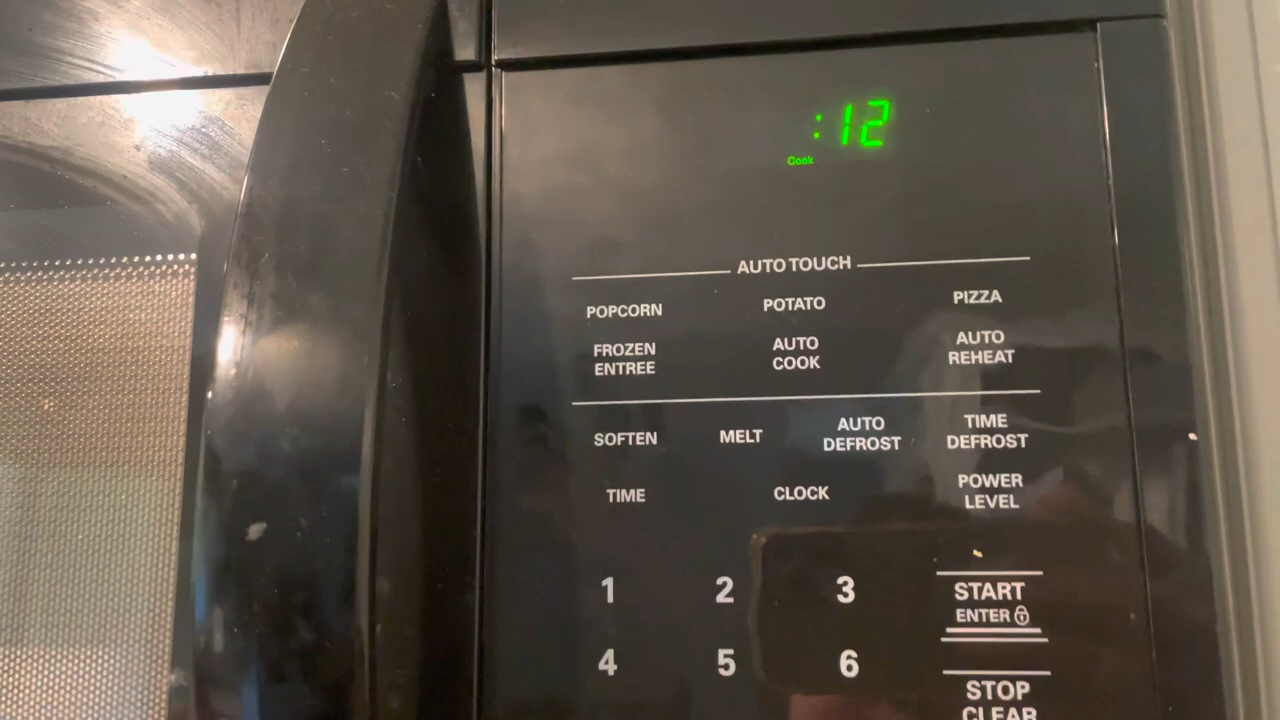 :12
Cook
AUTO TOUCH
POPCORN POTATO PIZZA
FROZEN ENTREE
AUTO COOK
AUTO REHEAT
SOFTEN MELT
AUTO DEFROST
TIME DEFROST
TIME CLOCK
POWER LEVEL
1 2 3
START
ENTER
4 5 6
STOP
CLEAR